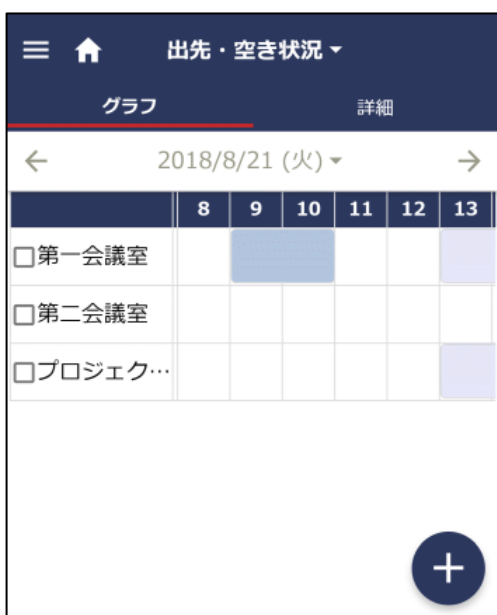 出先・空き状況
グラフ 詳細
2018/8/21 (火)
8 9 10 11 12 13
第一会議室
第二会議室
プロジェク…